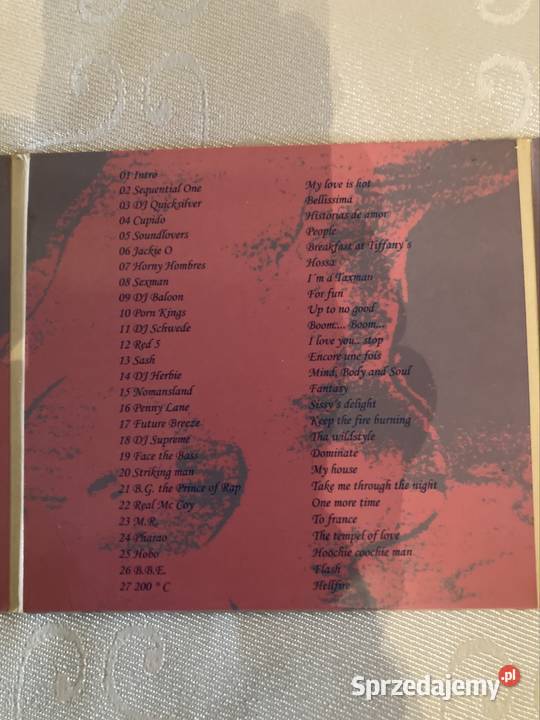 01 Intro
02 Sequential One
03 DJ Quicksilver
04 Cupido
05 Soundlovers
06 Jackie O
07 Horny Hombres
08 Sexman
09 DJ Baloon
10 Porn Kings
11 DJ Schwede
12 Red 5
13 Sash
14 DJ Herbie
15 Nomansland
16 Penny Lane
17 Future Breeze
18 DJ Supreme
19 Face the Bass
20 Striking man
21 B.G. the Prince of Rap
22 Real Mc Coy
23 M.R.
24 Pharao
25 Hobo
26 B.B.E.
27 200 ° C
My love is hot
Bellissima
Historias de amor
People
Breakfast at Tiffany´s
Hossa
I´m a Taxman
For fun
Up to no good
Boom.... Boom...
I love you.. stop
Encore une fois
Mind, Body and Soul
Fantasy
Sissy´s delight
Keep the fire burning
Tha wildstyle
Dominate
My house
Take me through the night
One more time
To france
The tempel of love
Hoochie coochie man
Flash
Hellfire
Sprzedajemy.pl